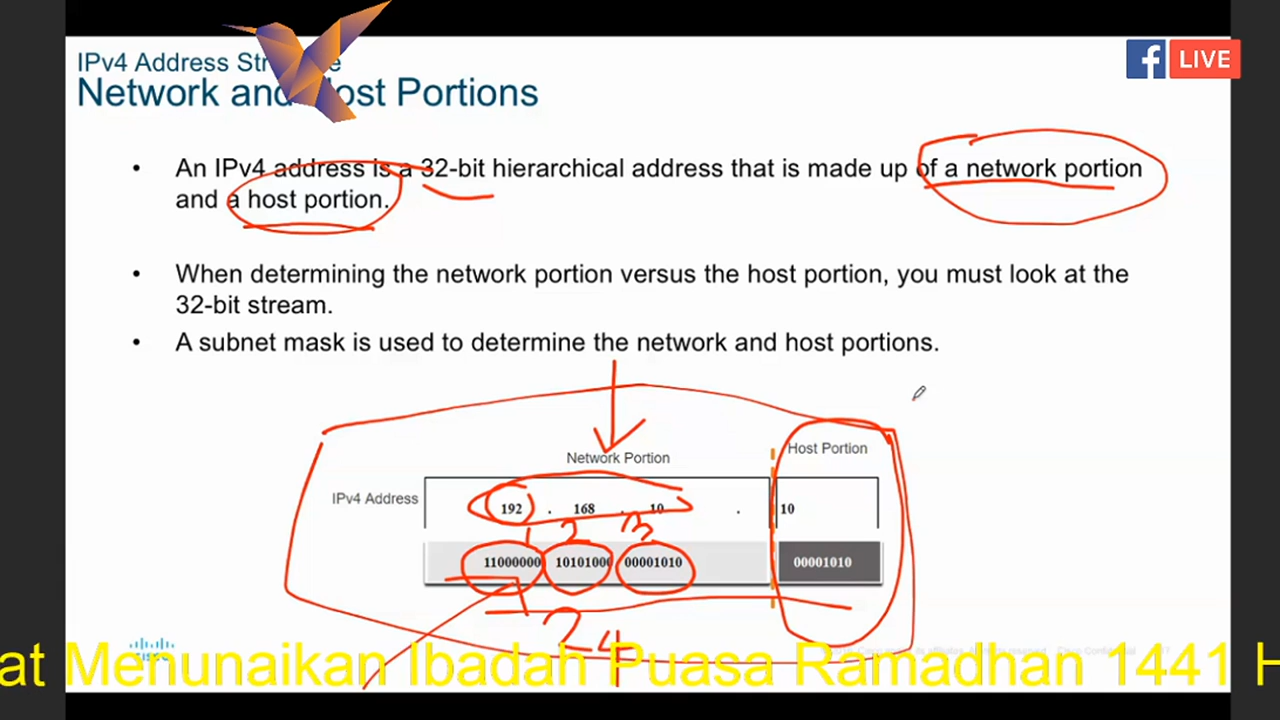 IPv4 Address
Network and Host Portions
LIVE
• An IPv4 address is a 32-bit hierarchical address that is made up of a network portion
and a host portion.
• When determining the network portion versus the host portion, you must look at the
32-bit stream.
• A subnet mask is used to determine the network and host portions.
Network Portion
Host Portion
IPv4 Address
192 . 168 . 10 . 10
1 2 3
11000000 10101000 00001010 00001010
24
at Menunaikan Ibadah Puasa Ramadhan 1441 H